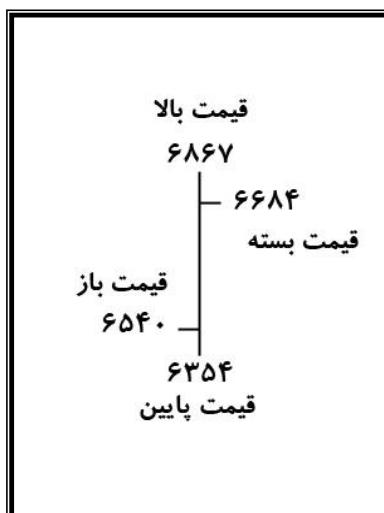 قیمت بالا
۶۸۶۷
۶۶۸۴
قیمت بسته
قیمت باز
۶۵۴۰
۶۳۵۴
قیمت پایین